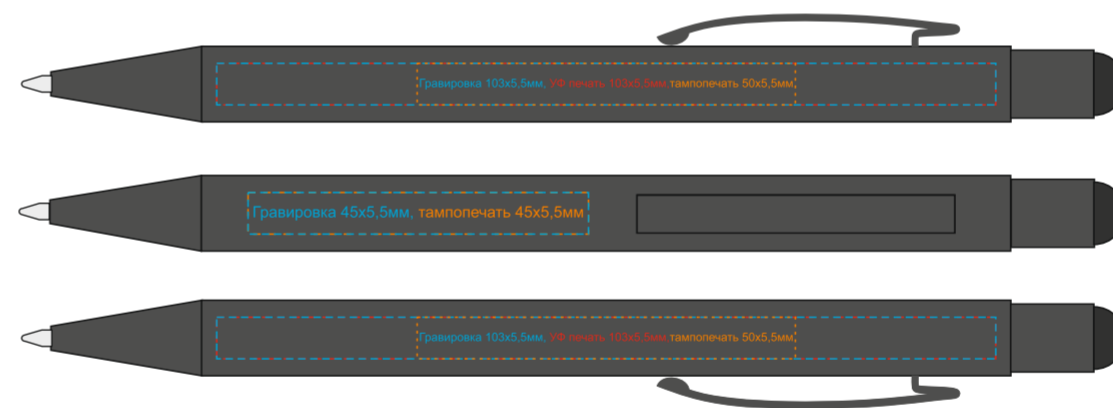 Гравировка 103х5,5мм, УФ печать 103х5,5мм,тампопечать 50х5,5мм
Гравировка 45х5,5мм, тампопечать 45х5,5мм
Гравировка 103х5,5мм, УФ печать 103х5,5мм,тампопечать 50х5,5мм